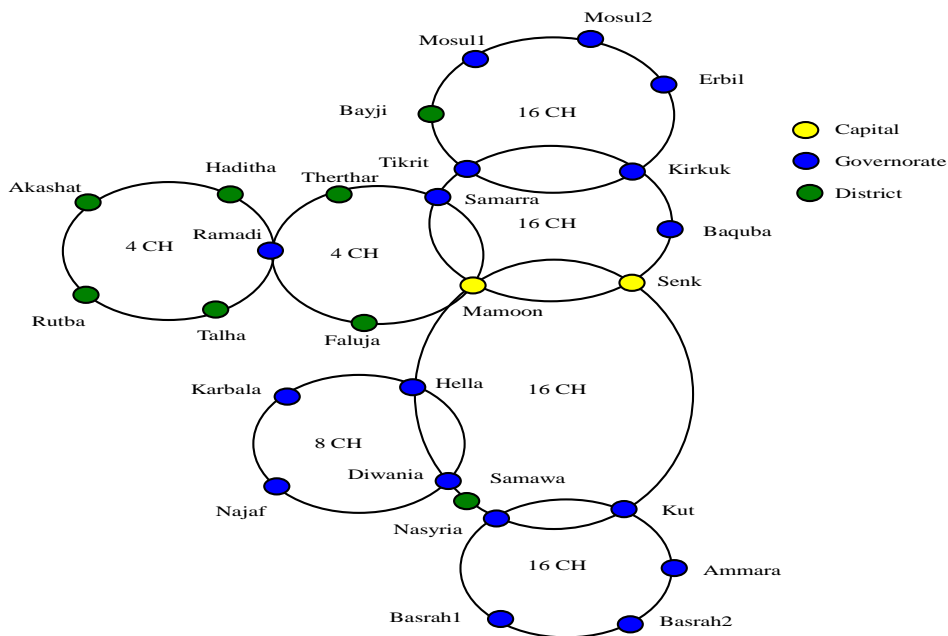 Mosul2
Mosul1
Erbil
Bayji
16 CH
Capital
Tikrit
Kirkuk
Governorate
Haditha
Therthar
Akashat
Samarra
District
16 CH
Ramadi
Baquba
4 CH
4 CH
Senk
Mamoon
Rutba
Talha
Faluja
Karbala
Hella
16 CH
8 CH
Diwania
Samawa
Najaf
Nasyria
Kut
16 CH
Ammara
Basrah1
Basrah2